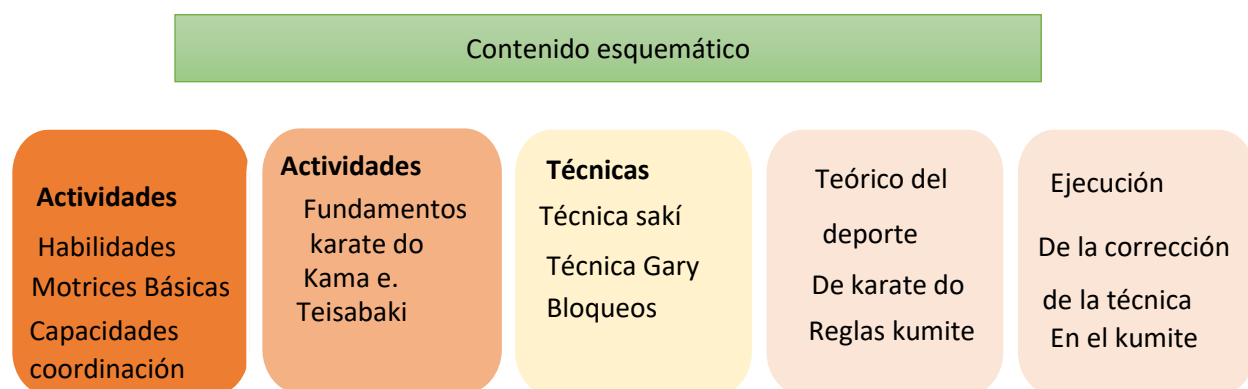 Contenido esquemático
Actividades
Habilidades
Motrices Básicas
Capacidades
coordinación
Actividades
Fundamentos
karate do
Kama e.
Teisabaki
Técnicas
Técnica sakí
Técnica Gary
Bloqueos
Teórico del
deporte
De karate do
Reglas kumite
Ejecución
De la corrección
de la técnica
En el kumite